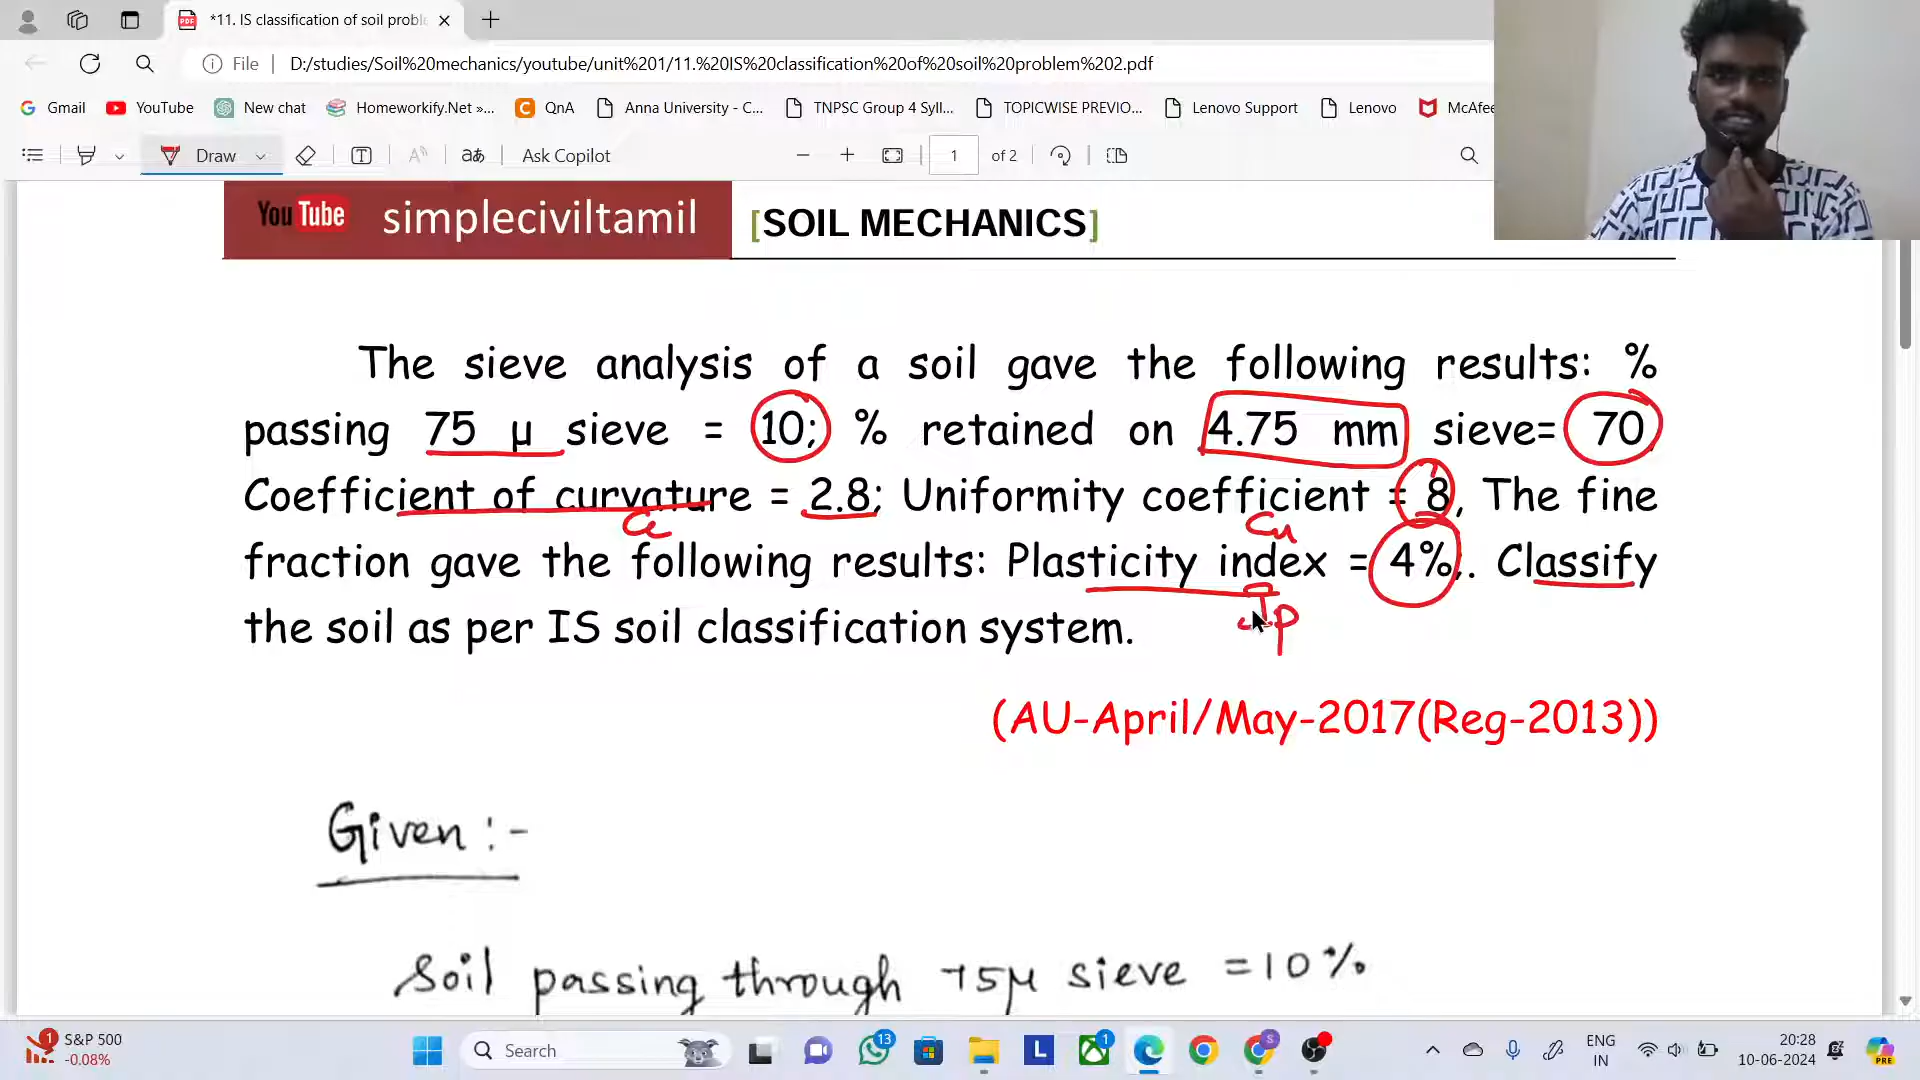 *11. IS classification of soil probl
File D:/studies/Soil%20mechanics/youtube/unit%201/11.%20IS%20classification%20of%20soil%20problem%202.pdf
Gmail YouTube New chat Homeworkify.Net »... QnA Anna University - C... TNPSC Group 4 Syll... TOPICWISE PREVIO... Lenovo Support Lenovo McAfee
Draw aあ Ask Copilot 1 of 2
YouTube simpleciviltamil [SOIL MECHANICS]
The sieve analysis of a soil gave the following results: %
passing 75 μ sieve = 10; % retained on 4.75 mm sieve= 70
Coefficient of curvature = 2.8; Uniformity coefficient = 8, The fine
Cc Cu
fraction gave the following results: Plasticity index = 4%,. Classify
Ip
the soil as per IS soil classification system.
(AU-April/May-2017(Reg-2013))
Given :-
Soil passing through 75μ sieve = 10%.
1 S&P 500 Search 13 L 1 S ENG 20:28
-0.08% IN 10-06-2024 PRE